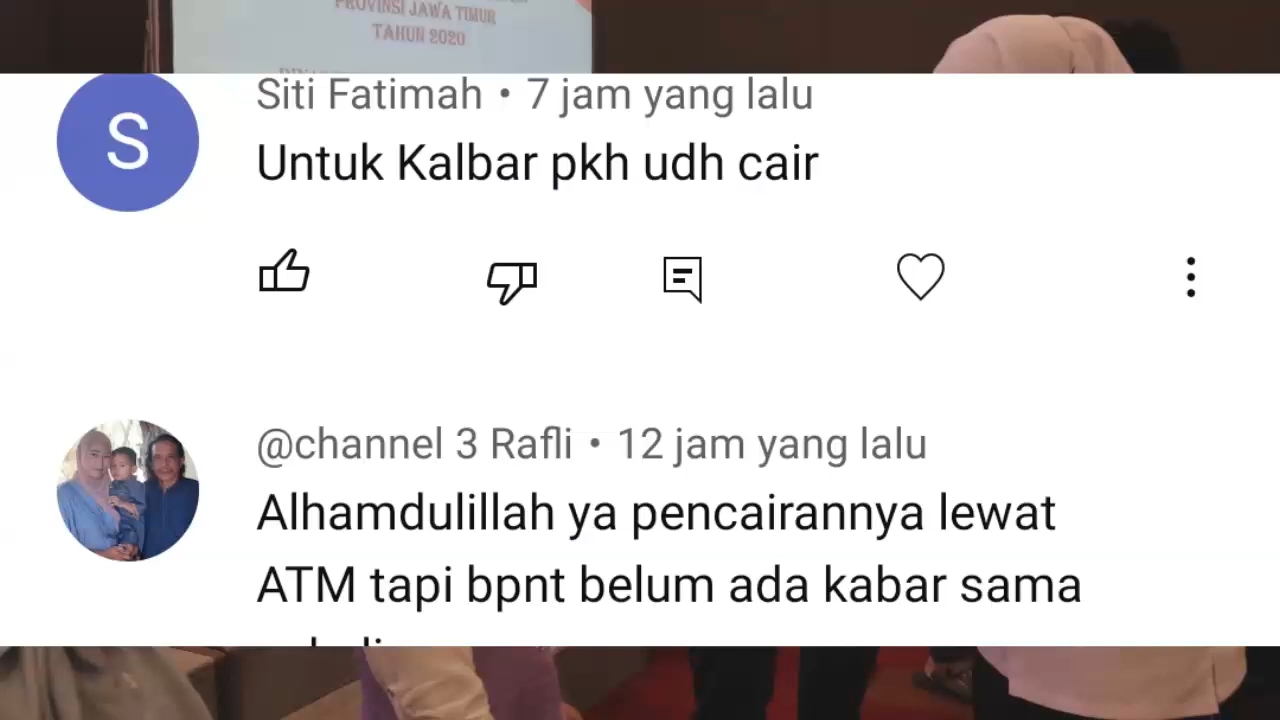 PROVINSI JAWA TIMUR
TAHUN 2020
S
Siti Fatimah • 7 jam yang lalu
Untuk Kalbar pkh udh cair
@channel 3 Rafli • 12 jam yang lalu
Alhamdulillah ya pencairannya lewat
ATM tapi bpnt belum ada kabar sama